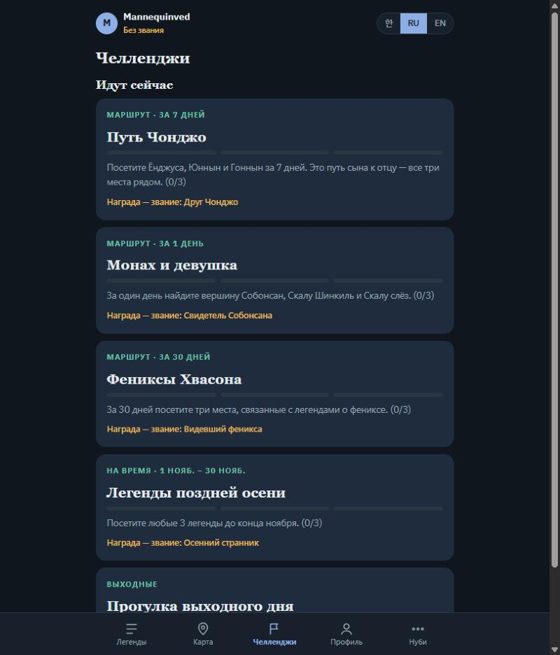 M
Mannequinved
Без звания
한 RU EN
Челленджи
Идут сейчас
МАРШРУТ · ЗА 7 ДНЕЙ
Путь Чонджо
Посетите Ёнджуса, Юннын и Гоннын за 7 дней. Это путь сына к отцу — все три
места рядом. (0/3)
Награда — звание: Друг Чонджо
МАРШРУТ · ЗА 1 ДЕНЬ
Монах и девушка
За один день найдите вершину Собонсан, Скалу Шинкиль и Скалу слёз. (0/3)
Награда — звание: Свидетель Собонсана
МАРШРУТ · ЗА 30 ДНЕЙ
Фениксы Хвасона
За 30 дней посетите три места, связанные с легендами о фениксе. (0/3)
Награда — звание: Видевший феникса
НА ВРЕМЯ · 1 НОЯБ. – 30 НОЯБ.
Легенды поздней осени
Посетите любые 3 легенды до конца ноября. (0/3)
Награда — звание: Осенний странник
ВЫХОДНЫЕ
Прогулка выходного дня
Легенды Карта Челленджи Профиль Нуби